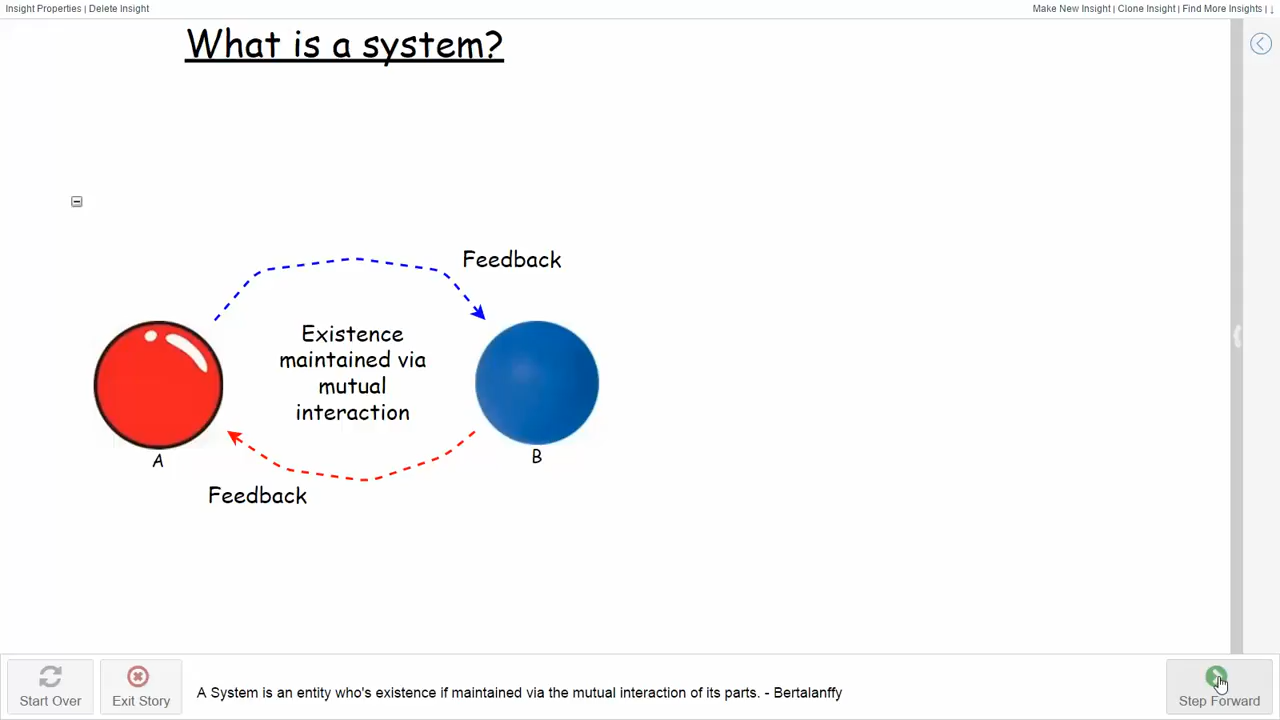 Insight Properties | Delete Insight
Make New Insight | Clone Insight | Find More Insights | ↓
What is a system?
Feedback
Existence
maintained via
mutual
interaction
A
B
Feedback
Start Over
Exit Story
A System is an entity who's existence if maintained via the mutual interaction of its parts. - Bertalanffy
Step Forward